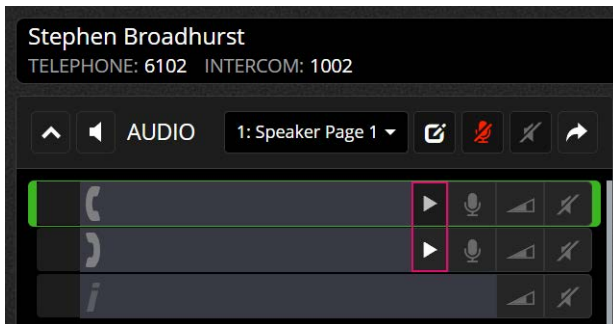 Stephen Broadhurst
TELEPHONE: 6102 INTERCOM: 1002
AUDIO 1: Speaker Page 1
i